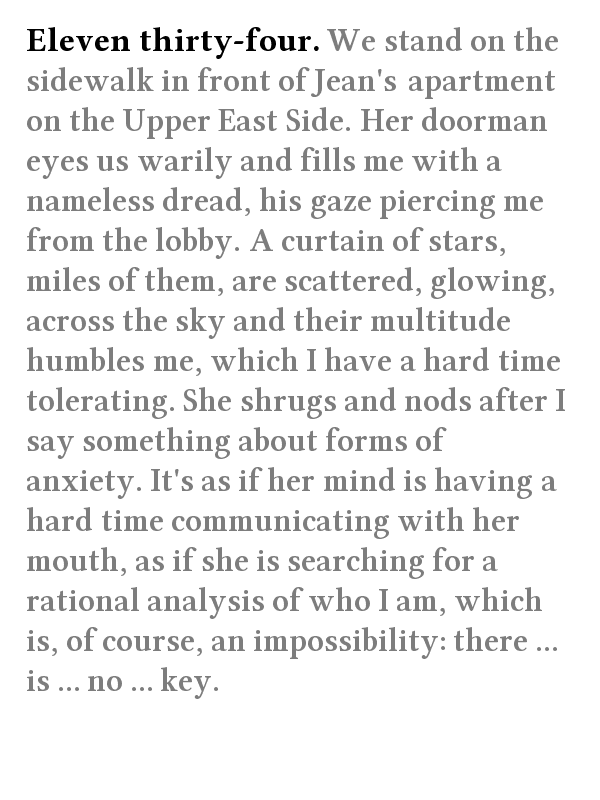 Eleven thirty-four. We stand on the
sidewalk in front of Jean's apartment
on the Upper East Side. Her doorman
eyes us warily and fills me with a
nameless dread, his gaze piercing me
from the lobby. A curtain of stars,
miles of them, are scattered, glowing,
across the sky and their multitude
humbles me, which I have a hard time
tolerating. She shrugs and nods after I
say something about forms of
anxiety. It's as if her mind is having a
hard time communicating with her
mouth, as if she is searching for a
rational analysis of who I am, which
is, of course, an impossibility: there ...
is ... no ... key.